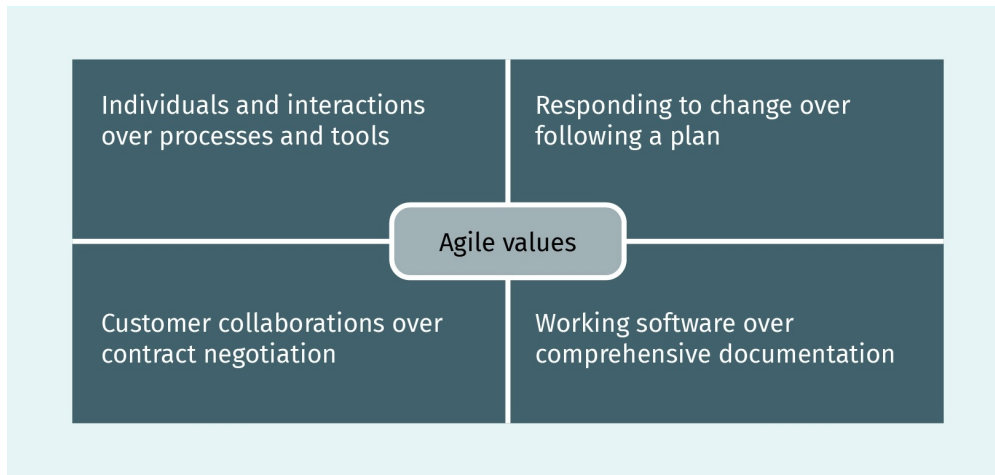 Individuals and interactions
over processes and tools
Responding to change over
following a plan
Agile values
Customer collaborations over
contract negotiation
Working software over
comprehensive documentation